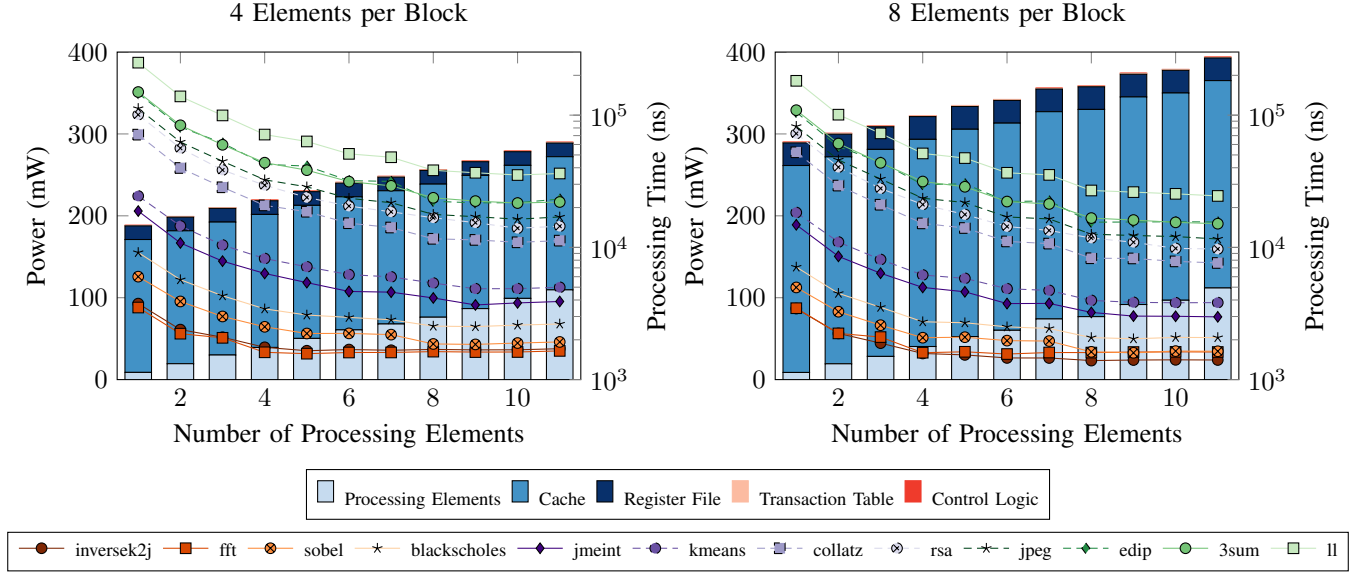 4 Elements per Block
8 Elements per Block
400
300
200
100
0
Power (mW)
10^5
10^4
10^3
Processing Time (ns)
2 4 6 8 10
Number of Processing Elements
400
300
200
100
0
Power (mW)
10^5
10^4
10^3
Processing Time (ns)
2 4 6 8 10
Number of Processing Elements
Processing Elements Cache Register File Transaction Table Control Logic
inversek2j fft sobel blackscholes jmeint kmeans collatz rsa jpeg edip 3sum ll